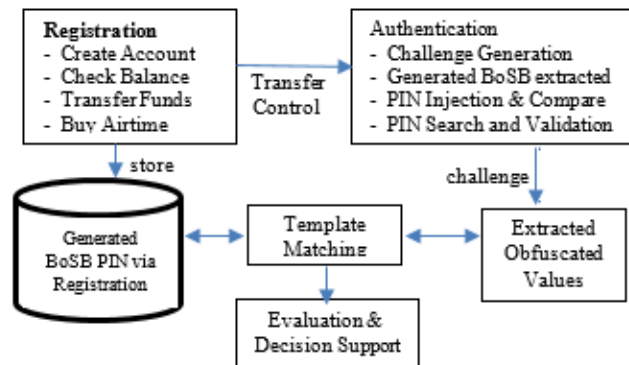 Registration
- Create Account
- Check Balance
- Transfer Funds
- Buy Airtime
Transfer
Control
Authentication
- Challenge Generation
- Generated BoSB extracted
- PIN Injection & Compare
- PIN Search and Validation
store
challenge
Generated
BoSB PIN via
Registration
Template
Matching
Extracted
Obfuscated
Values
Evaluation &
Decision Support